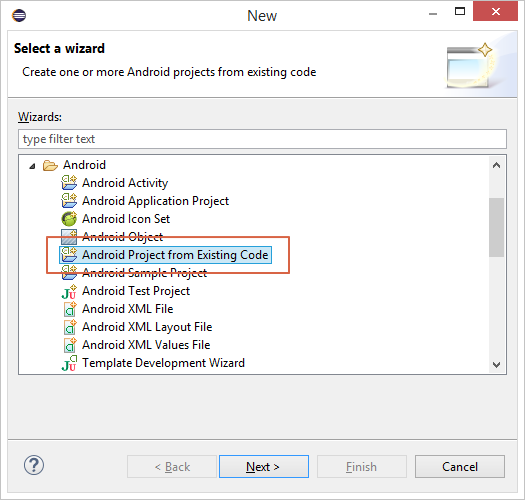 New
Select a wizard
Create one or more Android projects from existing code
Wizards:
type filter text
Android
Android Activity
Android Application Project
Android Icon Set
Android Object
Android Project from Existing Code
Android Sample Project
Android Test Project
Android XML File
Android XML Layout File
Android XML Values File
Template Development Wizard
? < Back Next > Finish Cancel